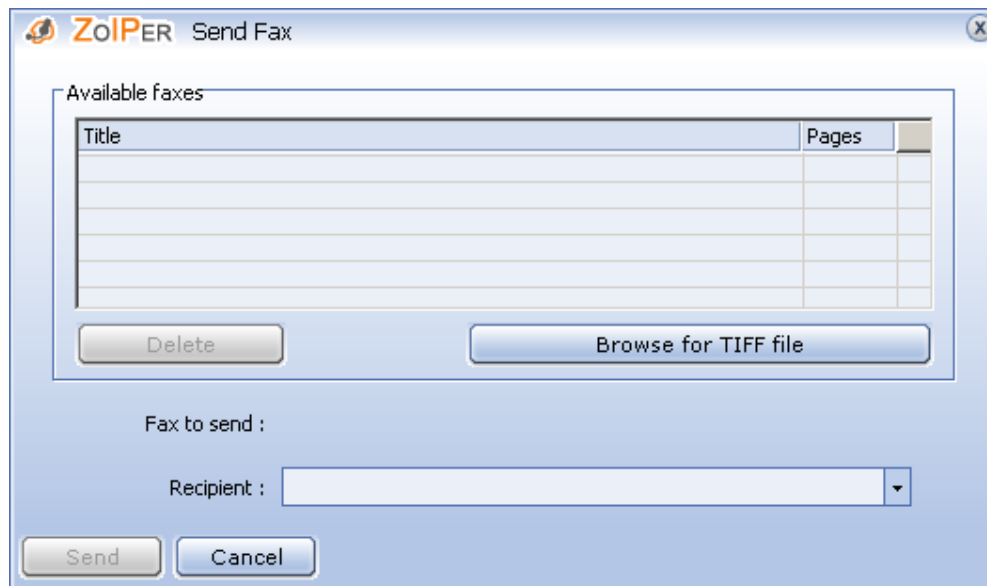 ZoIPER Send Fax
Available faxes
Title Pages
Delete Browse for TIFF file
Fax to send :
Recipient :
Send Cancel